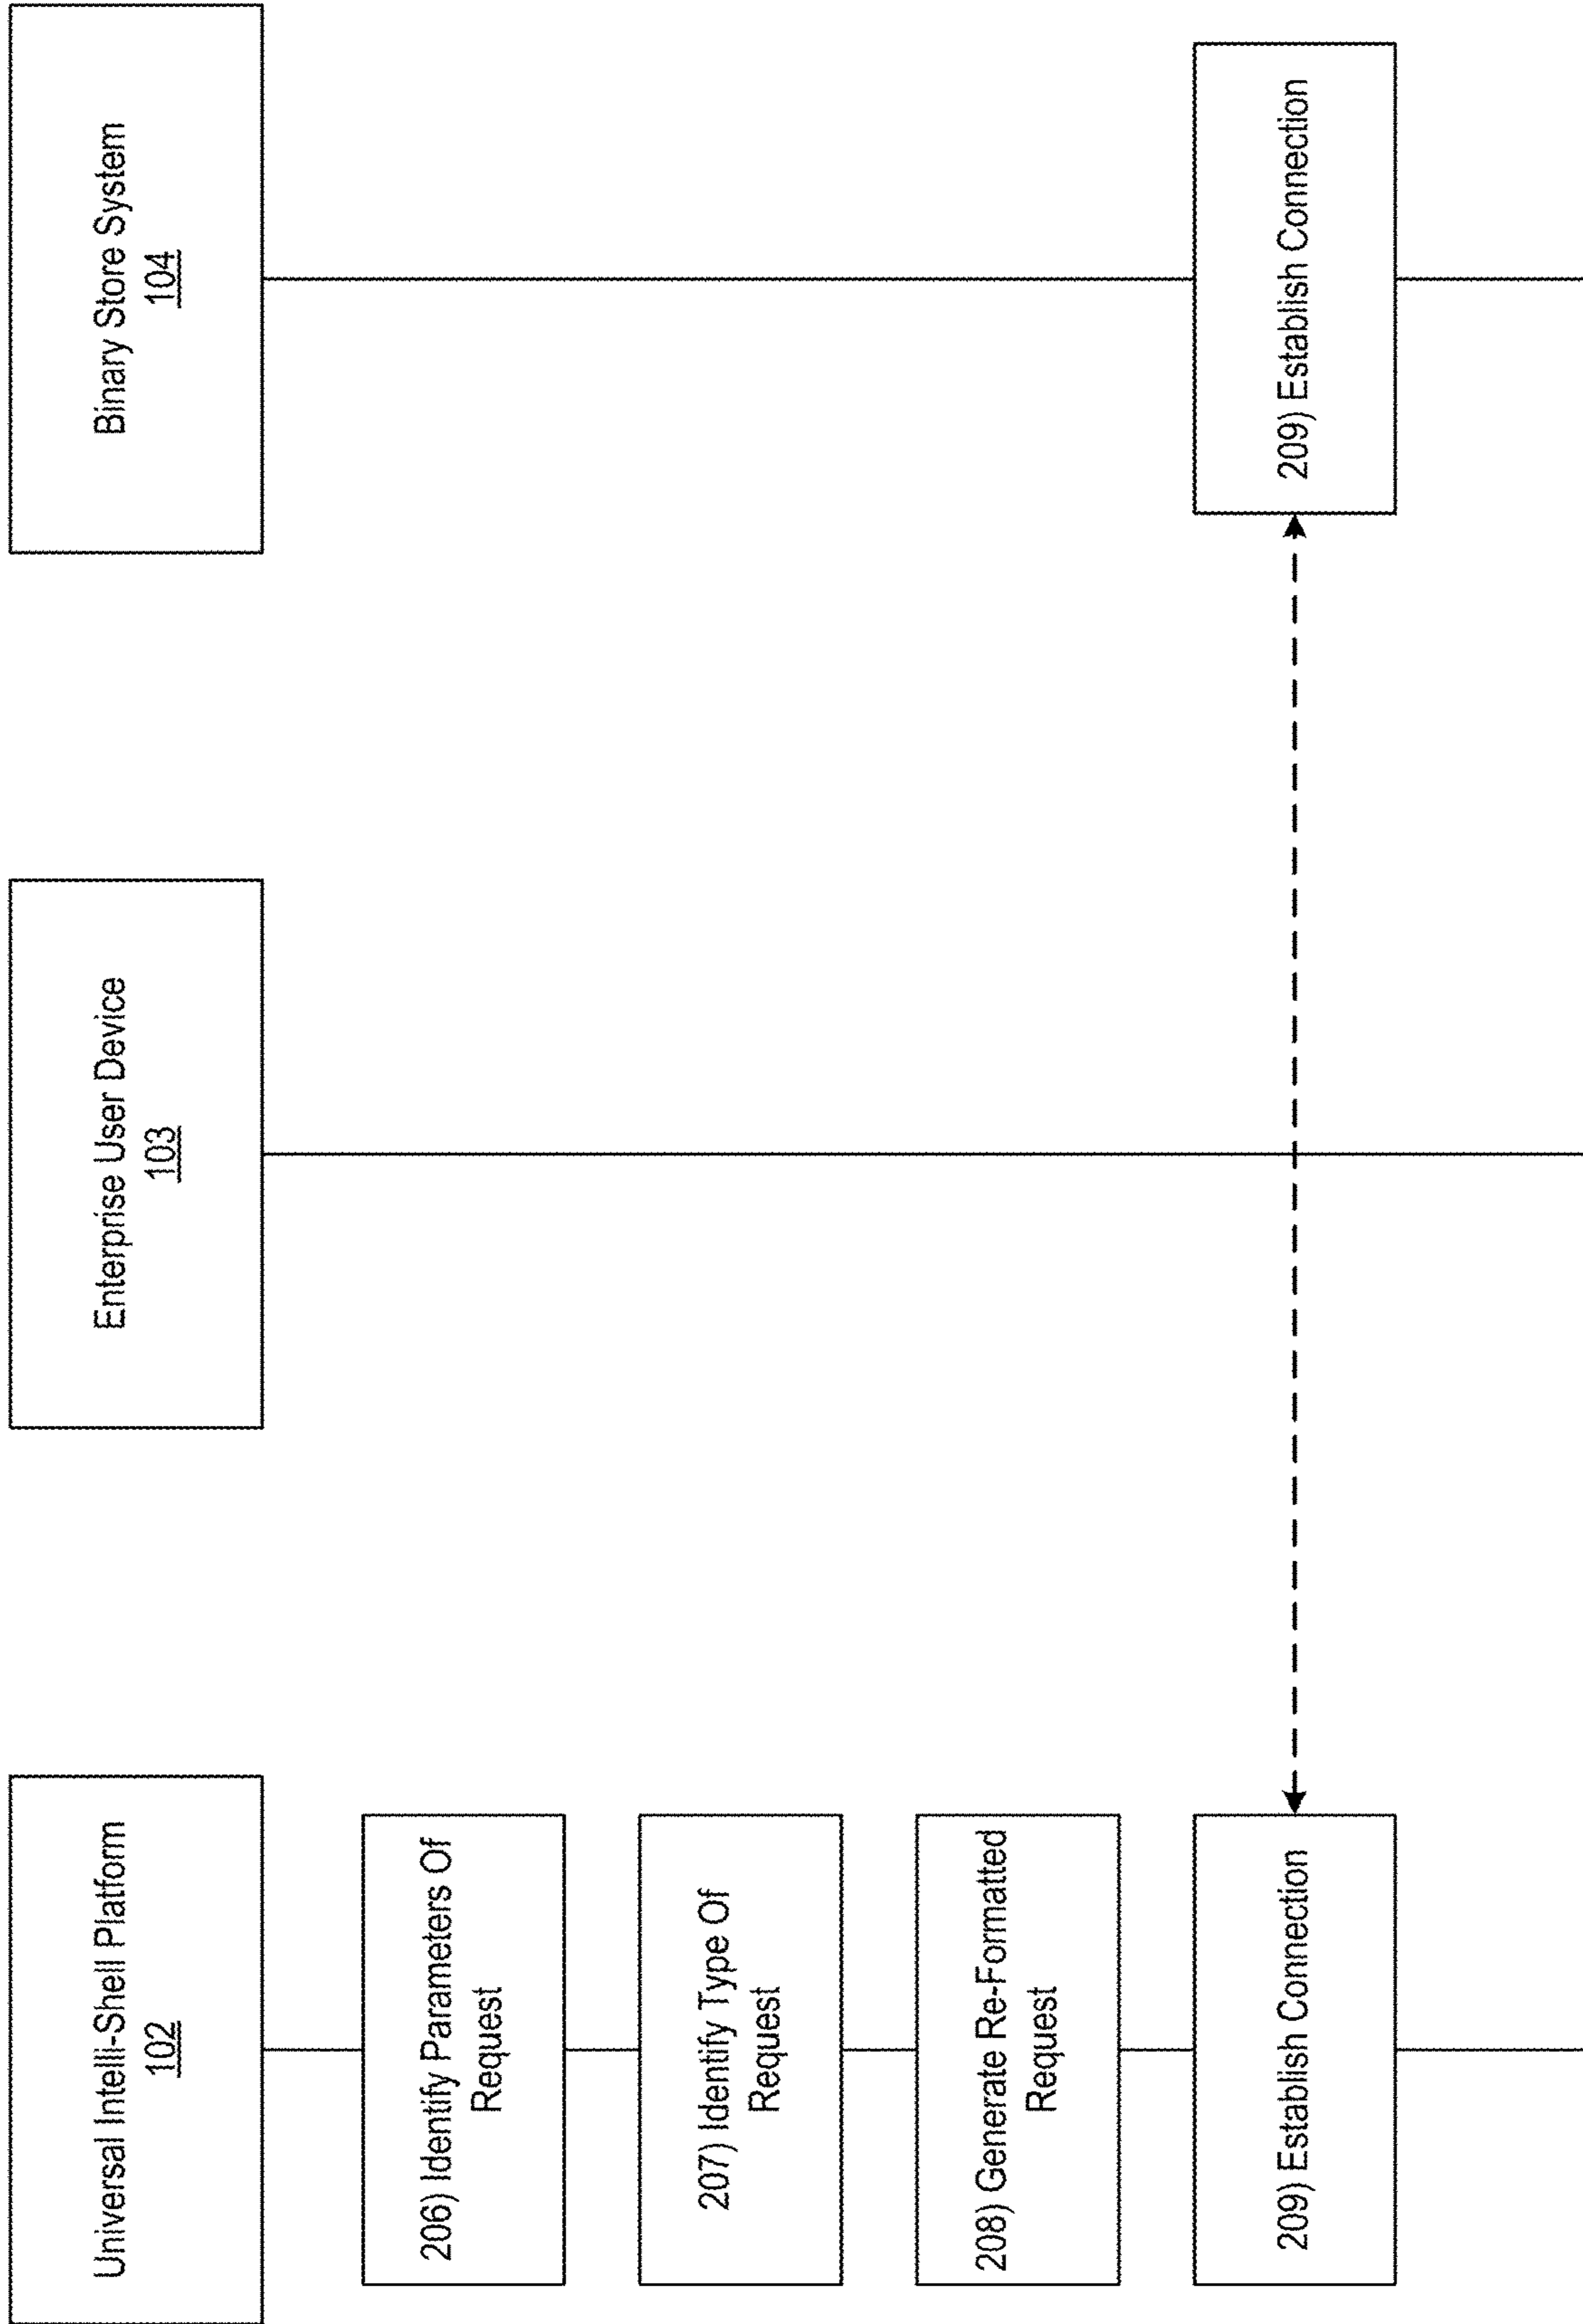 Universal Intelli-Shell Platform
102
Enterprise User Device
103
Binary Store System
104
206) Identify Parameters Of
Request
207) Identify Type Of
Request
208) Generate Re-Formatted
Request
209) Establish Connection
209) Establish Connection